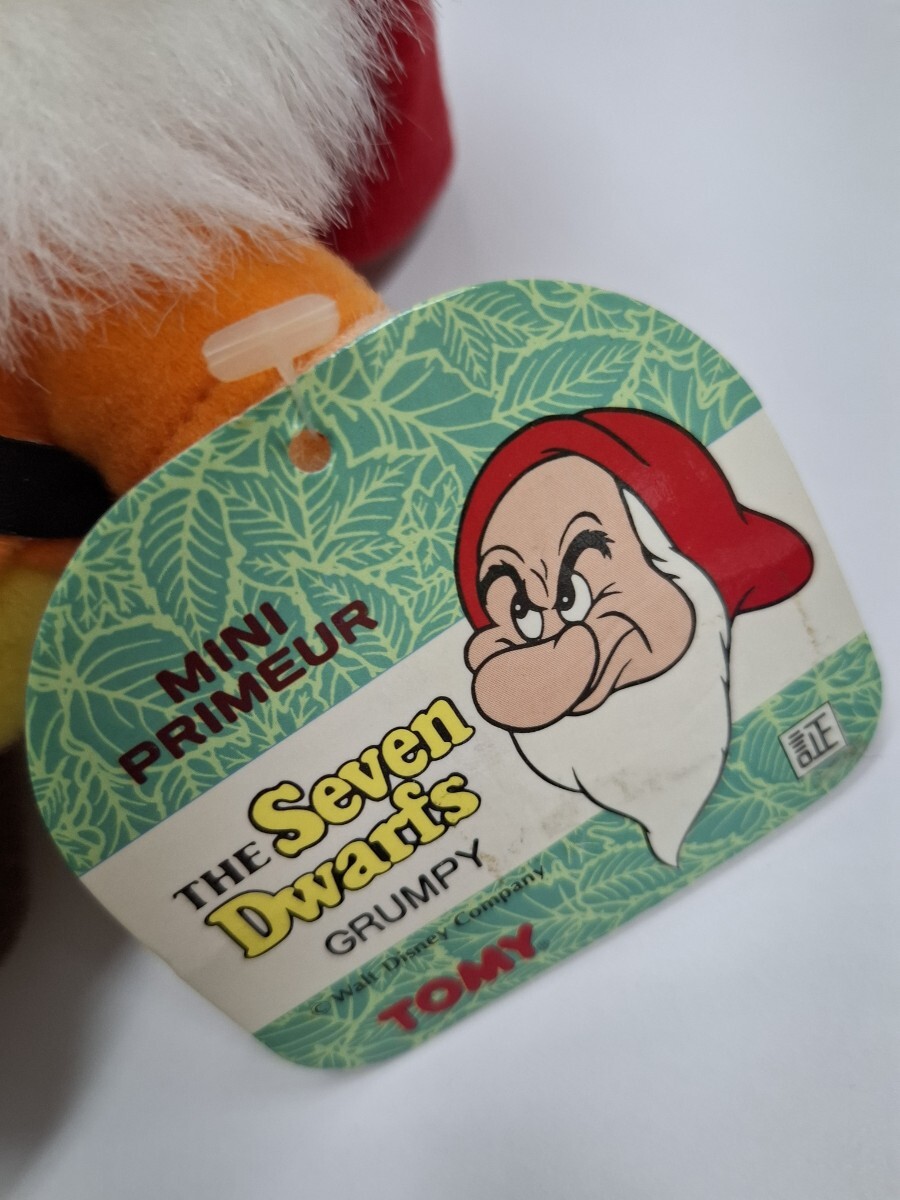 MINI
PRIMEUR
THE Seven
Dwarfs
GRUMPY
© Walt Disney Company
TOMY
証